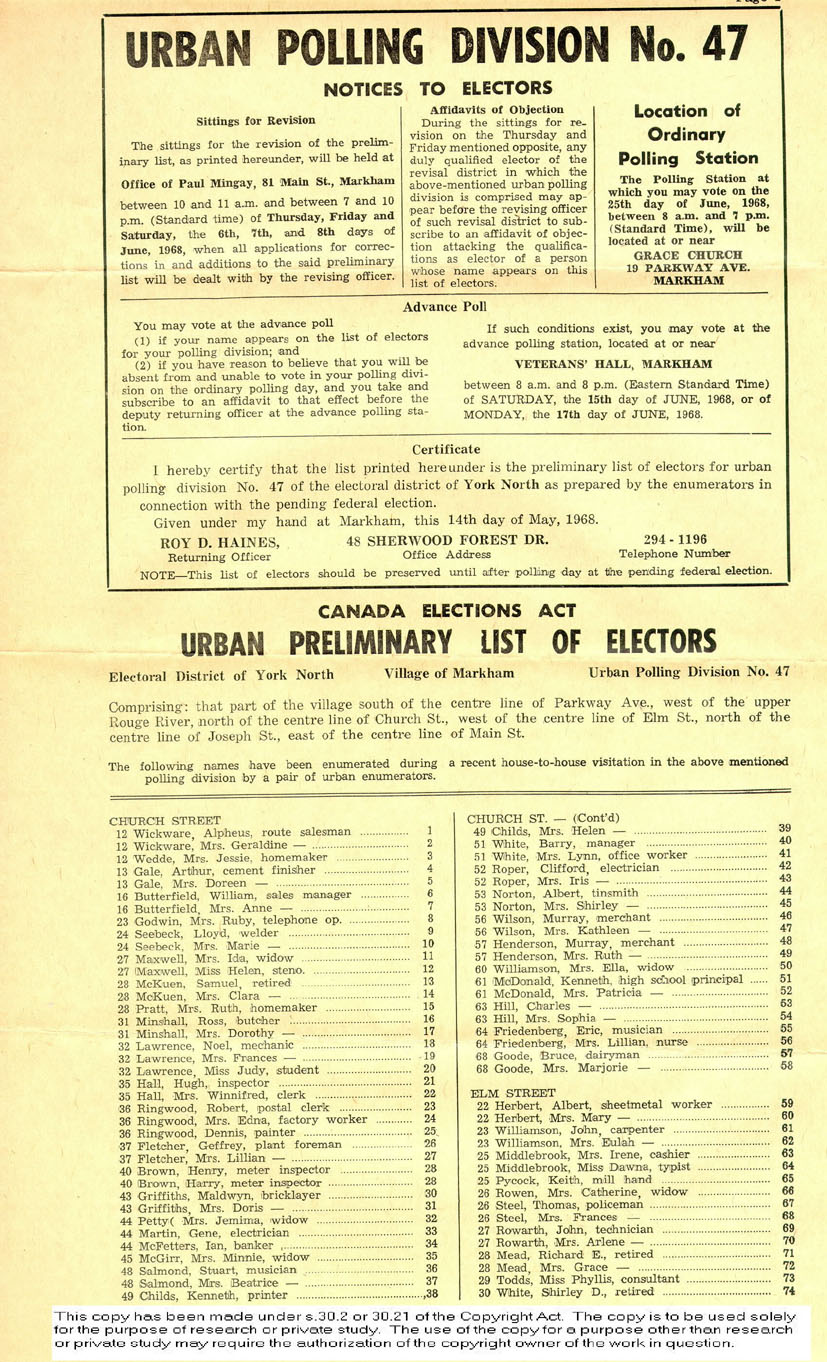 Page 1
URBAN POLLING DIVISION No. 47
NOTICES TO ELECTORS
Sittings for Revision
The sittings for the revision of the prelim-
inary list, as printed hereunder, will be held at
Office of Paul Mingay, 81 Main St., Markham
between 10 and 11 a.m. and between 7 and 10
p.m. (Standard time) of Thursday, Friday and
Saturday, the 6th, 7th, and 8th days of
June, 1968, when all applications for correc-
tions in and additions to the said preliminary
list will be dealt with by the revising officer.
Affidavits of Objection
During the sittings for re-
vision on the Thursday and
Friday mentioned opposite, any
duly qualified elector of the
revisal district in which the
above-mentioned urban polling
division is comprised may ap-
pear before the revising officer
of such revisal district to sub-
scribe to an affidavit of objec-
tion attacking the qualifica-
tions as elector of a person
whose name appears on this
list of electors.
Location of
Ordinary
Polling Station
The Polling Station at
which you may vote on the
25th day of June, 1968,
between 8 a.m. and 7 p.m.
(Standard Time), will be
located at or near
GRACE CHURCH
19 PARKWAY AVE.
MARKHAM
Advance Poll
You may vote at the advance poll
(1) if your name appears on the list of electors
for your polling division; and
(2) if you have reason to believe that you will be
absent from and unable to vote in your polling divi-
sion on the ordinary polling day, and you take and
subscribe to an affidavit to that effect before the
deputy returning officer at the advance polling sta-
tion.
If such conditions exist, you may vote at the
advance polling station, located at or near
VETERANS' HALL, MARKHAM
between 8 a.m. and 8 p.m. (Eastern Standard Time)
of SATURDAY, the 15th day of JUNE, 1968, or of
MONDAY, the 17th day of JUNE, 1968.
Certificate
I hereby certify that the list printed hereunder is the preliminary list of electors for urban
polling division No. 47 of the electoral district of York North as prepared by the enumerators in
connection with the pending federal election.
Given under my hand at Markham, this 14th day of May, 1968.
ROY D. HAINES, 48 SHERWOOD FOREST DR. 294 - 1196
Returning Officer Office Address Telephone Number
NOTE—This list of electors should be preserved until after polling day at the pending federal election.
CANADA ELECTIONS ACT
URBAN PRELIMINARY LIST OF ELECTORS
Electoral District of York North Village of Markham Urban Polling Division No. 47
Comprising: that part of the village south of the centre line of Parkway Ave., west of the upper
Rouge River, north of the centre line of Church St., west of the centre line of Elm St., north of the
centre line of Joseph St., east of the centre line of Main St.
The following names have been enumerated during a recent house-to-house visitation in the above mentioned
polling division by a pair of urban enumerators.
CHURCH STREET
12 Wickware, Alpheus, route salesman ................ 1
12 Wickware, Mrs. Geraldine — ................ 2
12 Wedde, Mrs. Jessie, homemaker ................ 3
13 Gale, Arthur, cement finisher ................ 4
13 Gale, Mrs. Doreen — ................ 5
16 Butterfield, William, sales manager ................ 6
16 Butterfield, Mrs. Anne — ................ 7
23 Godwin, Mrs. Ruby, telephone op. ................ 8
24 Seebeck, Lloyd, welder ................ 9
24 Seebeck, Mrs. Marie — ................ 10
27 Maxwell, Mrs. Ida, widow ................ 11
27 Maxwell, Miss Helen, steno. ................ 12
28 McKuen, Samuel, retired ................ 13
28 McKuen, Mrs. Clara — ................ 14
28 Pratt, Mrs. Ruth, homemaker ................ 15
31 Minshall, Ross, butcher ................ 16
31 Minshall, Mrs. Dorothy — ................ 17
32 Lawrence, Noel, mechanic ................ 18
32 Lawrence, Mrs. Frances — ................ 19
32 Lawrence, Miss Judy, student ................ 20
35 Hall, Hugh, inspector ................ 21
35 Hall, Mrs. Winnifred, clerk ................ 22
36 Ringwood, Robert, postal clerk ................ 23
36 Ringwood, Mrs. Edna, factory worker ................ 24
36 Ringwood, Dennis, painter ................ 25
37 Fletcher, Geffrey, plant foreman ................ 26
37 Fletcher, Mrs. Lillian — ................ 27
40 Brown, Henry, meter inspector ................ 28
40 Brown, Harry, meter inspector ................ 28
43 Griffiths, Maldwyn, bricklayer ................ 30
43 Griffiths, Mrs. Doris — ................ 31
44 Petty( Mrs. Jemima, widow ................ 32
44 Martin, Gene, electrician ................ 33
44 McFetters, Ian, banker ................ 34
45 McGirr, Mrs. Minnie, widow ................ 35
48 Salmond, Stuart, musician ................ 36
48 Salmond, Mrs. Beatrice — ................ 37
49 Childs, Kenneth, printer ................ 38
CHURCH ST. — (Cont'd)
49 Childs, Mrs. Helen — ................ 39
51 White, Barry, manager ................ 40
51 White, Mrs. Lynn, office worker ................ 41
52 Roper, Clifford, electrician ................ 42
52 Roper, Mrs. Iris — ................ 43
53 Norton, Albert, tinsmith ................ 44
53 Norton, Mrs. Shirley — ................ 45
56 Wilson, Murray, merchant ................ 46
56 Wilson, Mrs. Kathleen — ................ 47
57 Henderson, Murray, merchant ................ 48
57 Henderson, Mrs. Ruth — ................ 49
60 Williamson, Mrs. Ella, widow ................ 50
61 McDonald, Kenneth, high school principal ..... 51
61 McDonald, Mrs. Patricia — ................ 52
63 Hill, Charles — ................ 63
63 Hill, Mrs. Sophia — ................ 54
64 Friedenberg, Eric, musician ................ 55
64 Friedenberg, Mrs. Lillian, nurse ................ 56
68 Goode, Bruce, dairyman ................ 57
68 Goode, Mrs. Marjorie — ................ 58
ELM STREET
22 Herbert, Albert, sheetmetal worker ................ 59
22 Herbert, Mrs. Mary — ................ 60
23 Williamson, John, carpenter ................ 61
23 Williamson, Mrs. Eulah — ................ 62
25 Middlebrook, Mrs. Irene, cashier ................ 63
25 Middlebrook, Miss Dawna, typist ................ 64
25 Pycock, Keith, mill hand ................ 65
26 Rowen, Mrs. Catherine, widow ................ 66
26 Steel, Thomas, policeman ................ 67
26 Steel, Mrs. Frances — ................ 68
27 Rowarth, John, technician ................ 69
27 Rowarth, Mrs. Arlene — ................ 70
28 Mead, Richard E., retired ................ 71
28 Mead, Mrs. Grace — ................ 72
29 Todds, Miss Phyllis, consultant ................ 73
30 White, Shirley D., retired ................ 74
This copy has been made under s.30.2 or 30.21 of the Copyright Act. The copy is to be used solely
for the purpose of research or private study. The use of the copy for a purpose other than research
or private study may require the authorization of the copyright owner of the work in question.